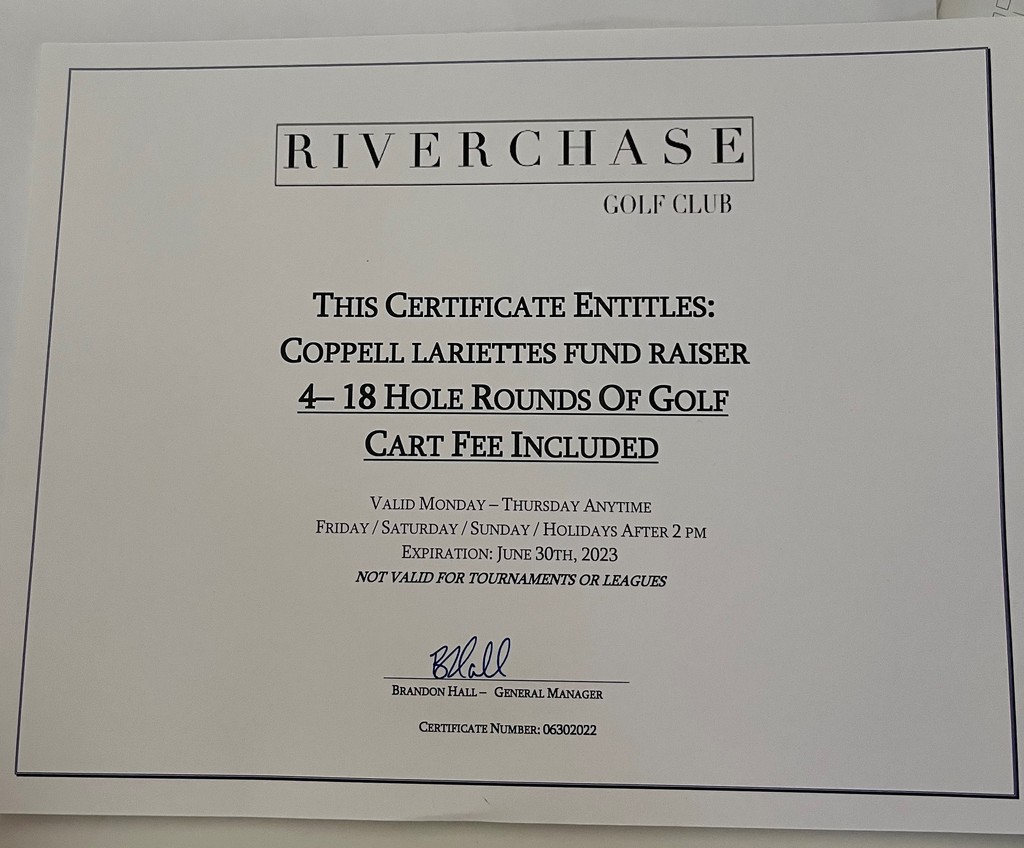 RIVERCHASE
GOLF CLUB
THIS CERTIFICATE ENTITLES:
COPPELL LARIETTES FUND RAISER
4– 18 HOLE ROUNDS OF GOLF
CART FEE INCLUDED
VALID MONDAY – THURSDAY ANYTIME
FRIDAY / SATURDAY / SUNDAY / HOLIDAYS AFTER 2 PM
EXPIRATION: JUNE 30TH, 2023
NOT VALID FOR TOURNAMENTS OR LEAGUES
BHall
BRANDON HALL – GENERAL MANAGER
CERTIFICATE NUMBER: 06302022